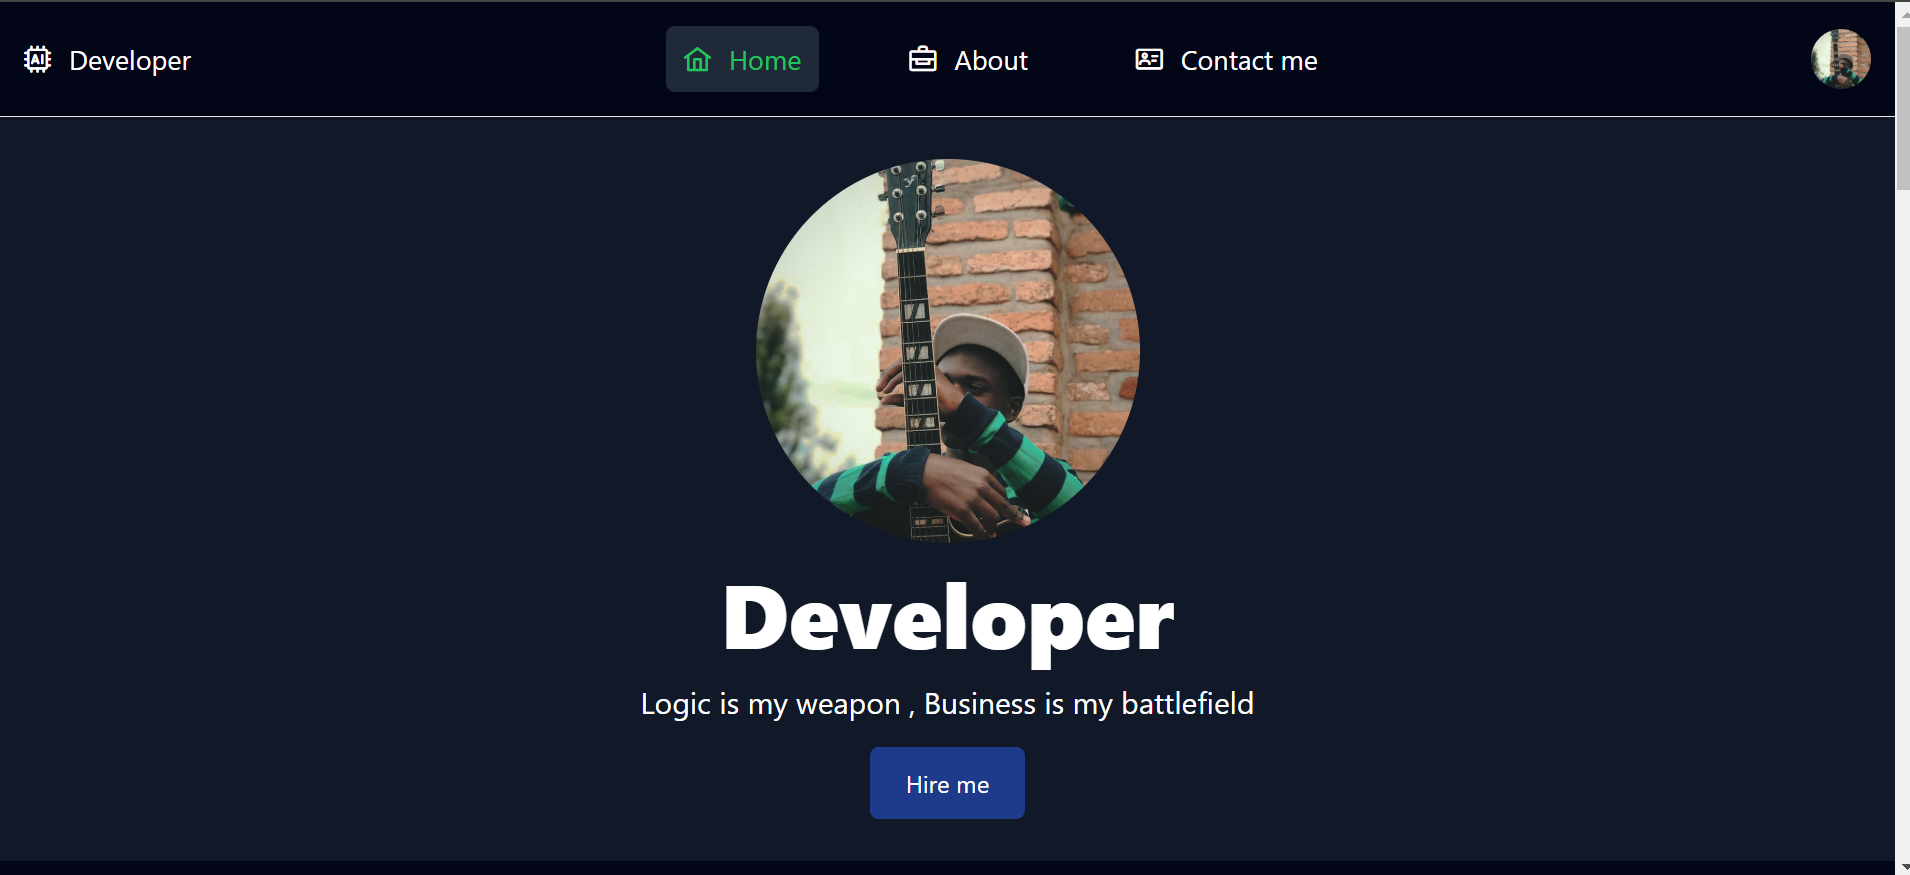 AI Developer
Home
About
Contact me
Developer
Logic is my weapon , Business is my battlefield
Hire me